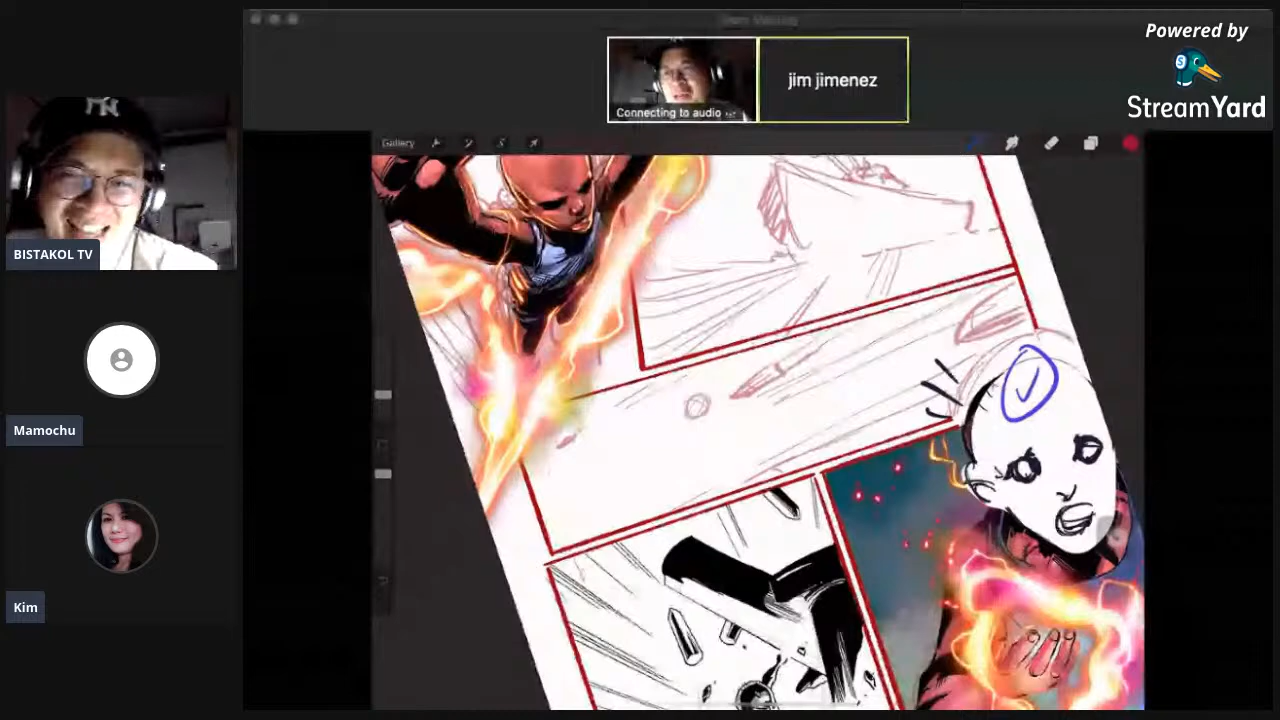 Powered by
StreamYard
jim jimenez
Connecting to audio
Gallery
BISTAKOL TV
Mamochu
Kim